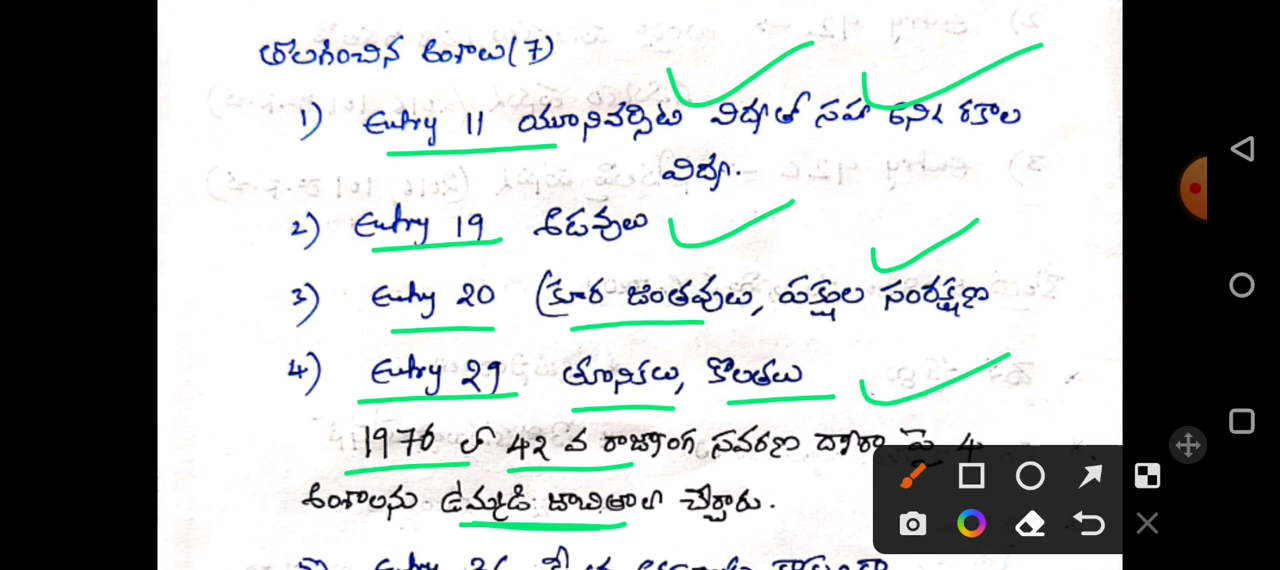 తొలగించిన అంశాలు (7)
1) Entry 11 యూనివర్సిటి విద్యతో సహా అనేక రకాల
విద్య.
2) Entry 19 అడవులు
3) Entry 20 క్రూర జంతువులు, పక్షుల సంరక్షణ
4) Entry 29 తూనికలు, కొలతలు
1976 లో 42 వ రాజ్యాంగ సవరణ ద్వారా పై 4
అంశాలను ఉమ్మడి జాబితాలో చేర్చారు.